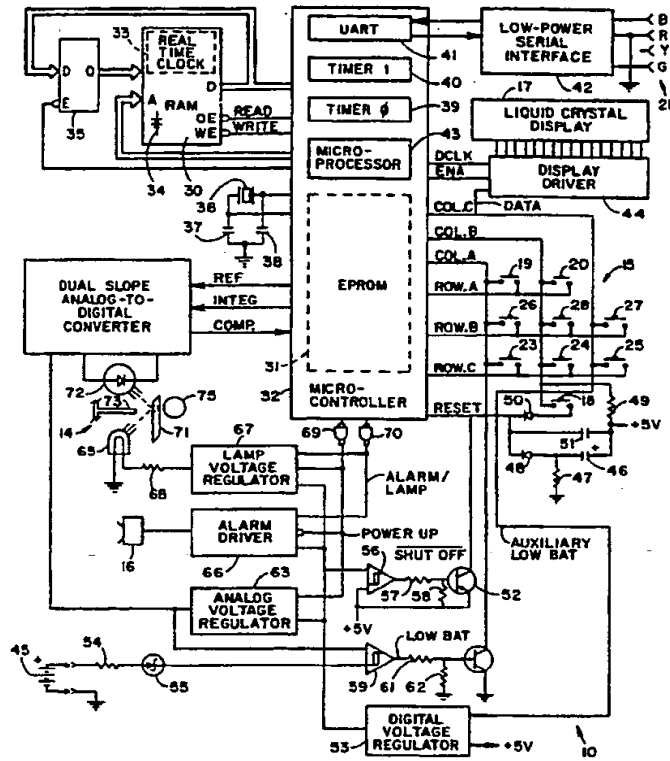 33
REAL
TIME
CLOCK
D
Q
E
35
A
D
RAM
OE
WE
34
30
READ
WRITE
UART
41
TIMER 1
40
TIMER Ø
39
43
MICRO-
PROCESSOR
LOW-POWER
SERIAL
INTERFACE
42
B
R
Y
G
21
17
LIQUID CRYSTAL
DISPLAY
DCLK
ENA
DISPLAY
DRIVER
44
DATA
COL.C
COL.B
COL.A
36
37
38
DUAL SLOPE
ANALOG-TO-
DIGITAL
CONVERTER
REF
INTEG
COMP.
EPROM
31
32
MICRO-
CONTROLLER
ROW.A
ROW.B
ROW.C
RESET
19
20
15
26
28
27
23
24
25
18
49
+5V
50
51
48
46
+
47
72
73
75
14
71
65
68
67
LAMP
VOLTAGE
REGULATOR
69
70
ALARM/
LAMP
16
ALARM
DRIVER
66
POWER UP
AUXILIARY
LOW BAT
56
SHUT OFF
57
58
52
+5V
63
ANALOG
VOLTAGE
REGULATOR
45
+
54
55
59
LOW BAT
61
62
53
DIGITAL
VOLTAGE
REGULATOR
+5V
10